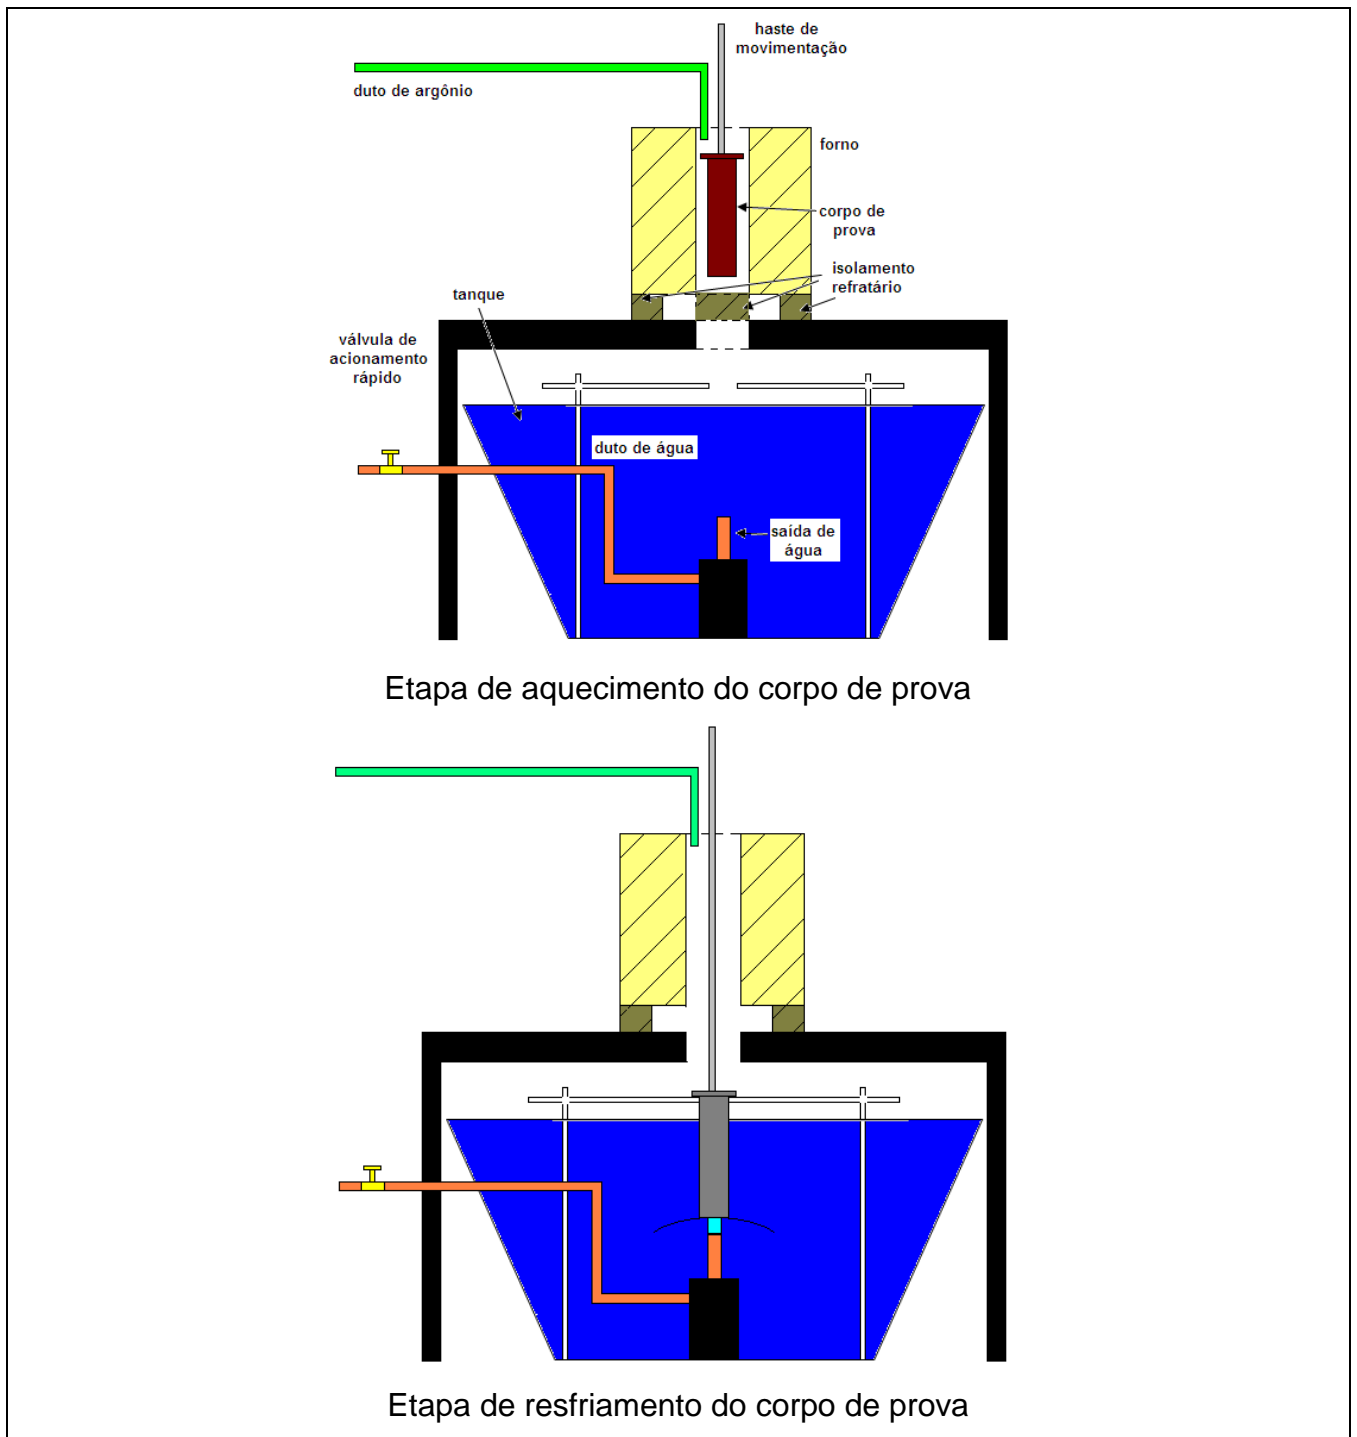 haste de
movimentação
duto de argônio
forno
corpo de
prova
isolamento
refratário
tanque
válvula de
acionamento
rápido
duto de água
saída de
água
Etapa de aquecimento do corpo de prova
Etapa de resfriamento do corpo de prova